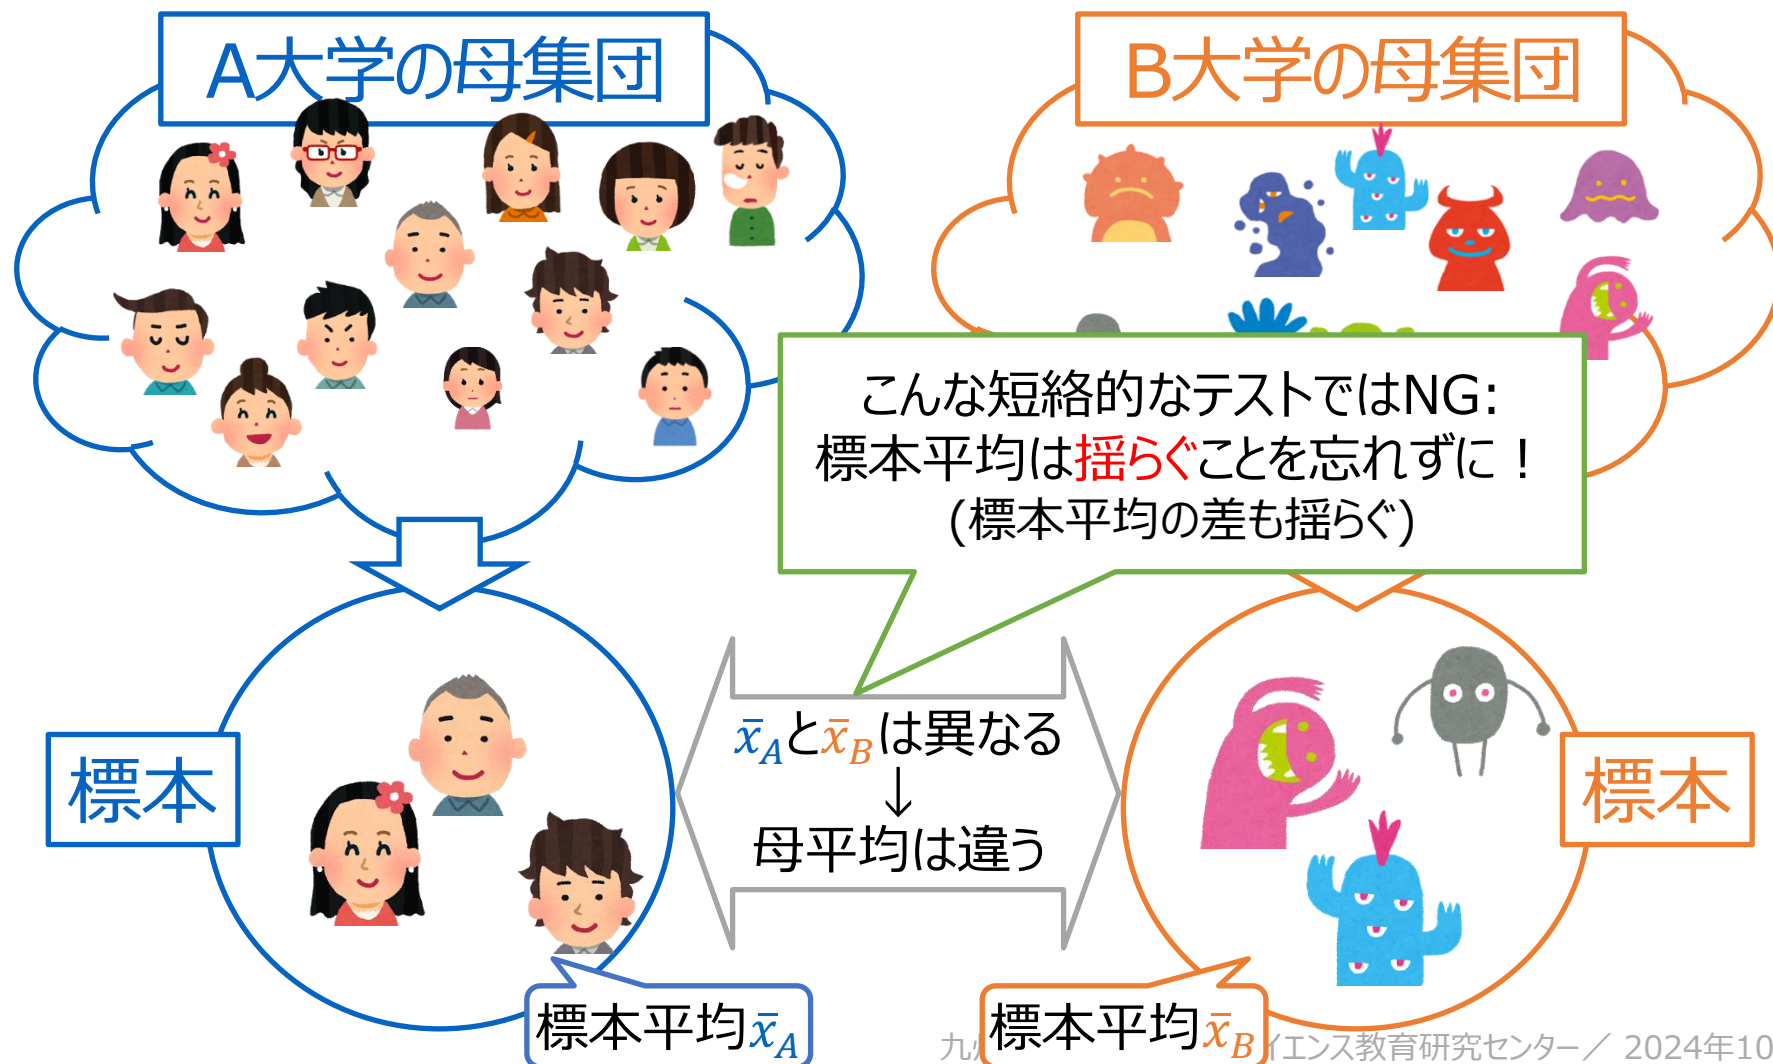 A大学の母集団
B大学の母集団
こんな短絡的なテストではNG:
標本平均は揺らぐことを忘れずに！
(標本平均の差も揺らぐ)
標本
x̄_Aとx̄_Bは異なる
↓
母平均は違う
標本
標本平均x̄_A
標本平均x̄_B
九 イエンス教育研究センター／ 2024年10